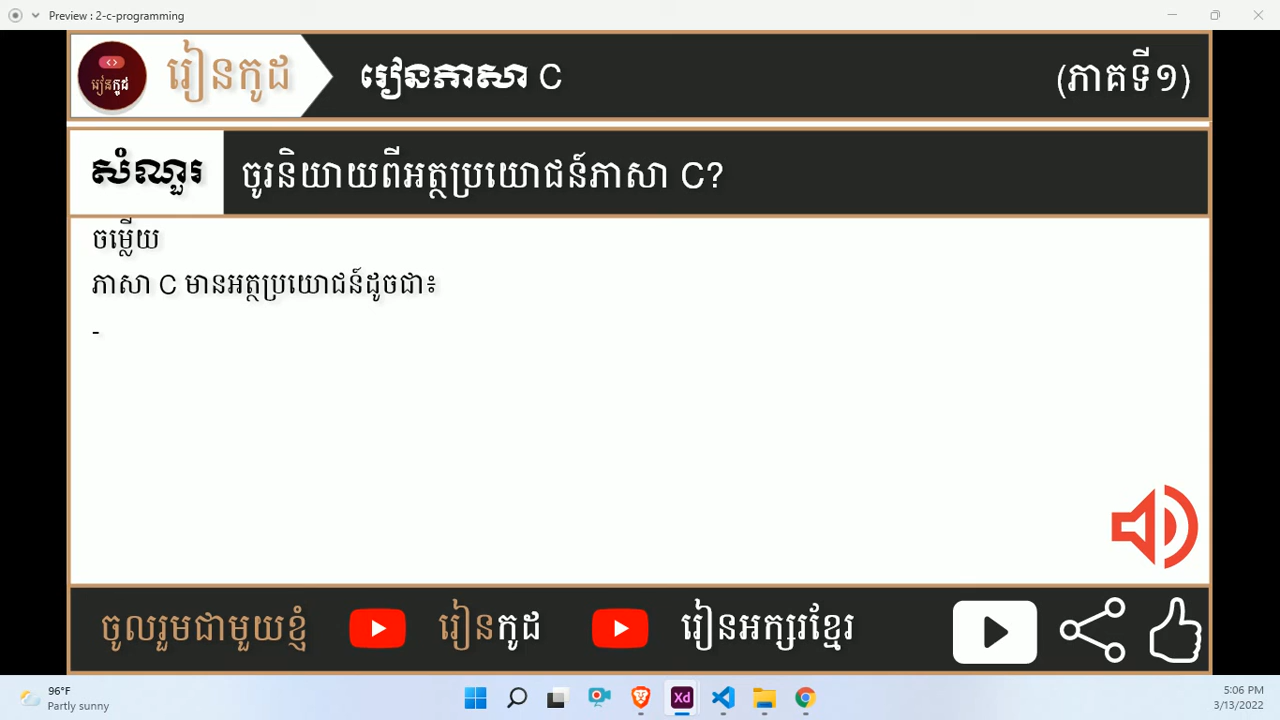 Preview : 2-c-programming
<>
រៀនកូដ
រៀនកូដ
រៀនភាសា C
(ភាគទី១)
សំណួរ
ចូរនិយាយពីអត្ថប្រយោជន៍ភាសា C?
ចម្លើយ
ភាសា C មានអត្ថប្រយោជន៍ដូចជា៖
-
ចូលរួមជាមួយខ្ញុំ
រៀនកូដ
រៀនអក្សរខ្មែរ
96°F
Partly sunny
Xd
5:06 PM
3/13/2022